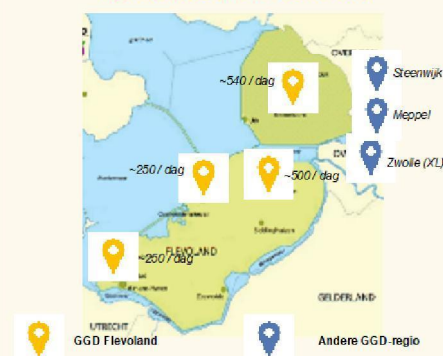 OVER
~540 / dag
Steenwijk
Meppel
Zwolle (XL)
~250 / dag
~500 / dag
~250 / dag
FLEVOLAND
GELDERLAND
UTRECHT
GGD Flevoland
Andere GGD-regio